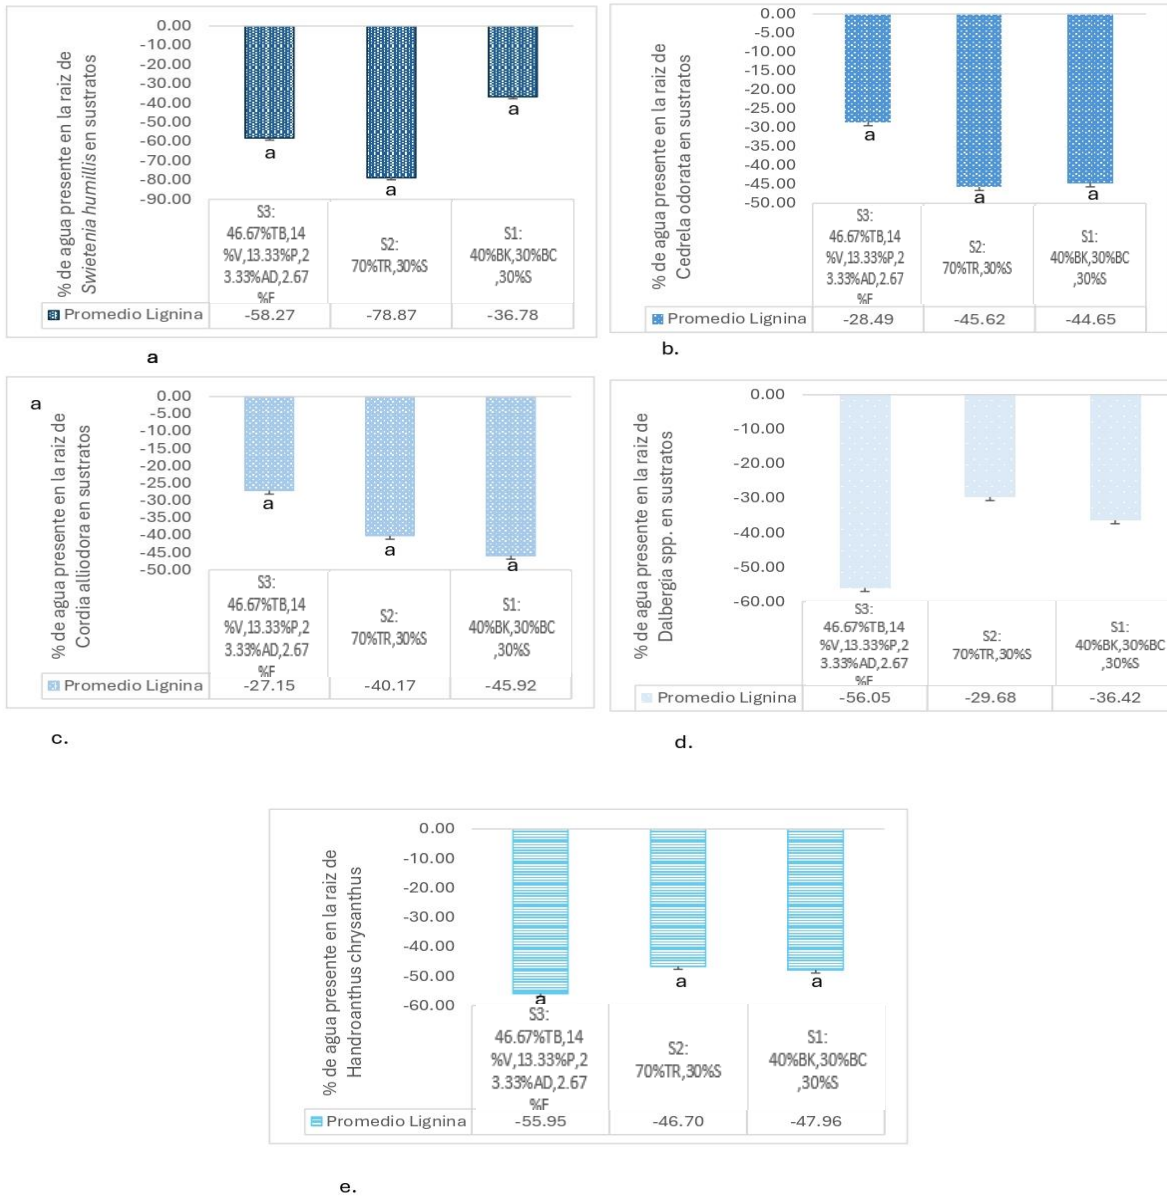 % de agua presente en la raiz de
Swietenia humillis en sustratos
0.00
-10.00
-20.00
-30.00
-40.00
-50.00
-60.00
-70.00
-80.00
-90.00
a
a
a
S3:
46.67%TB,14
%V,13.33%P,2
3.33%AD,2.67
%F
S2:
70%TR,30%S
S1:
40%BK,30%BC
,30%S
Promedio Lignina
-58.27
-78.87
-36.78
a
% de agua presente en la raiz de
Cedrela odorata en sustratos
0.00
-5.00
-10.00
-15.00
-20.00
-25.00
-30.00
-35.00
-40.00
-45.00
-50.00
a
a
a
S3:
46.67%TB,14
%V,13.33%P,2
3.33%AD,2.67
%F
S2:
70%TR,30%S
S1:
40%BK,30%BC
,30%S
Promedio Lignina
-28.49
-45.62
-44.65
b.
a
% de agua presente en la raiz de
Cordia alliodora en sustratos
0.00
-5.00
-10.00
-15.00
-20.00
-25.00
-30.00
-35.00
-40.00
-45.00
-50.00
a
a
a
S3:
46.67%TB,14
%V,13.33%P,2
3.33%AD,2.67
%F
S2:
70%TR,30%S
S1:
40%BK,30%BC
,30%S
Promedio Lignina
-27.15
-40.17
-45.92
c.
% de agua presente en la raiz de
Dalbergia spp. en sustratos
0.00
-10.00
-20.00
-30.00
-40.00
-50.00
-60.00
S3:
46.67%TB,14
%V,13.33%P,2
3.33%AD,2.67
%F
S2:
70%TR,30%S
S1:
40%BK,30%BC
,30%S
Promedio Lignina
-56.05
-29.68
-36.42
d.
% de agua presente en la raiz de
Handroanthus chrysanthus
0.00
-10.00
-20.00
-30.00
-40.00
-50.00
-60.00
a
a
a
S3:
46.67%TB,14
%V,13.33%P,2
3.33%AD,2.67
%F
S2:
70%TR,30%S
S1:
40%BK,30%BC
,30%S
Promedio Lignina
-55.95
-46.70
-47.96
e.